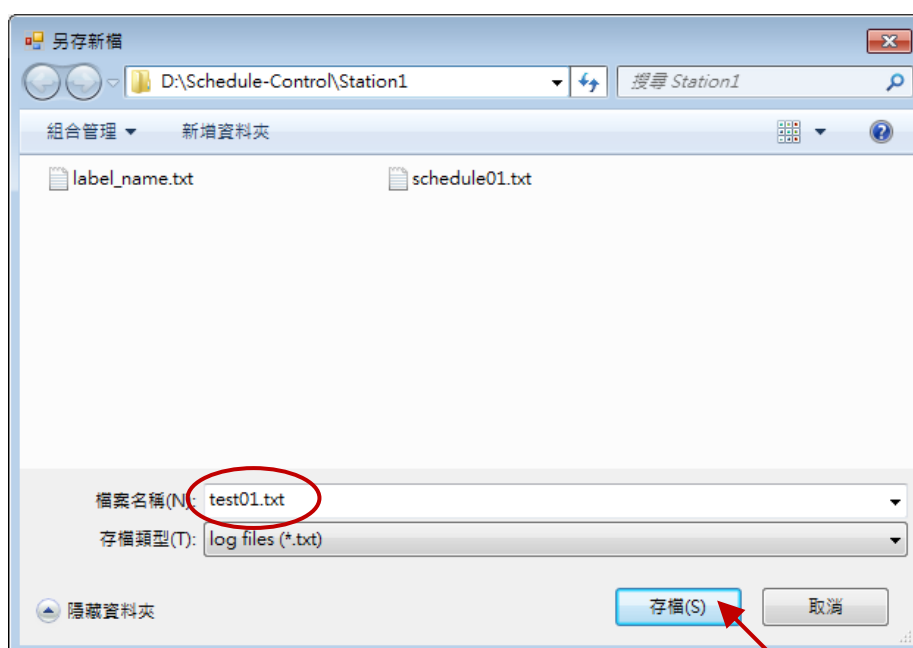 另存新檔
D:\Schedule-Control\Station1
搜尋 Station1
組合管理
新增資料夾
label_name.txt
schedule01.txt
檔案名稱(N):
test01.txt
存檔類型(T):
log files (*.txt)
隱藏資料夾
存檔(S)
取消